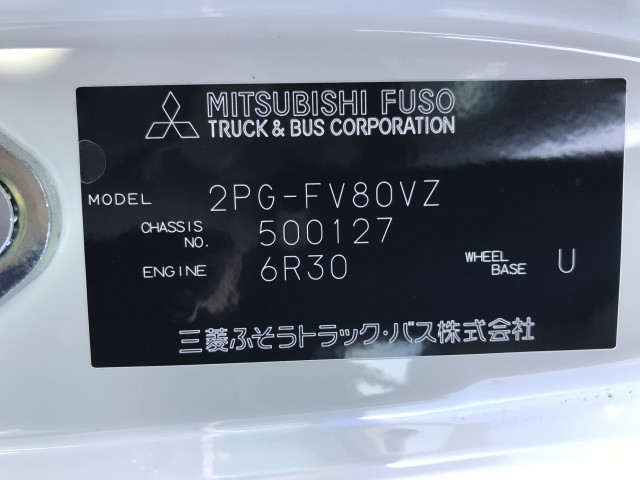 MITSUBISHI FUSO
TRUCK & BUS CORPORATION
MODEL 2PG-FV80VZ
CHASSIS NO. 500127
ENGINE 6R30 WHEEL BASE U
三菱ふそうトラック・バス株式会社